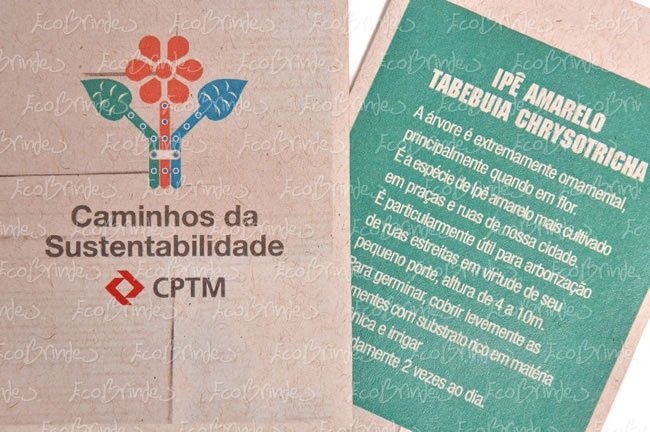 Caminhos da
Sustentabilidade
CPTM
IPÊ AMARELO
TABEBUIA CHRYSOTRICHA
A árvore é extremamente ornamental,
principalmente quando em flor.
É a espécie de Ipê amarelo mais cultivado
em praças e ruas de nossa cidade.
É particularmente útil para arborização
de ruas estreitas em virtude de seu
pequeno porte, altura de 4 a 10m.
Para germinar, cobrir levemente as
mentes com substrato rico em matéria
nica e irrigar
damente 2 vezes ao dia.
EcoBrindes